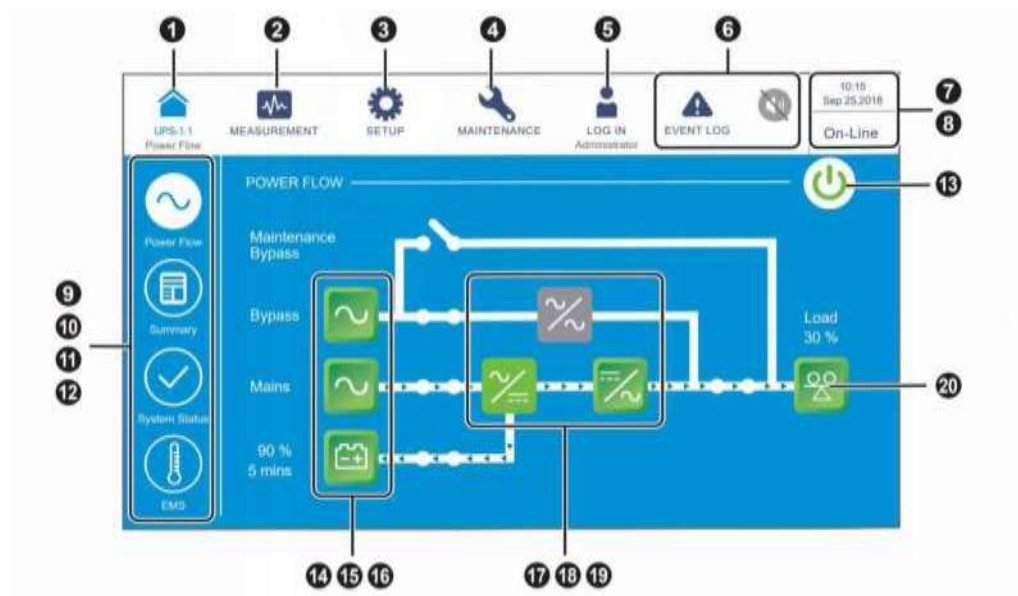 1 2 3 4 5 6
10:15
Sep 25,2018
7
UPS-1.1
Power Flow
MEASUREMENT
SETUP
MAINTENANCE
LOG IN
Administrator
EVENT LOG
On-Line
8
POWER FLOW
13
Power Flow
Maintenance
Bypass
Summary
Bypass
Load
30 %
9
10
11
12
System Status
Mains
20
90 %
5 mins
EMS
14 15 16
17 18 19